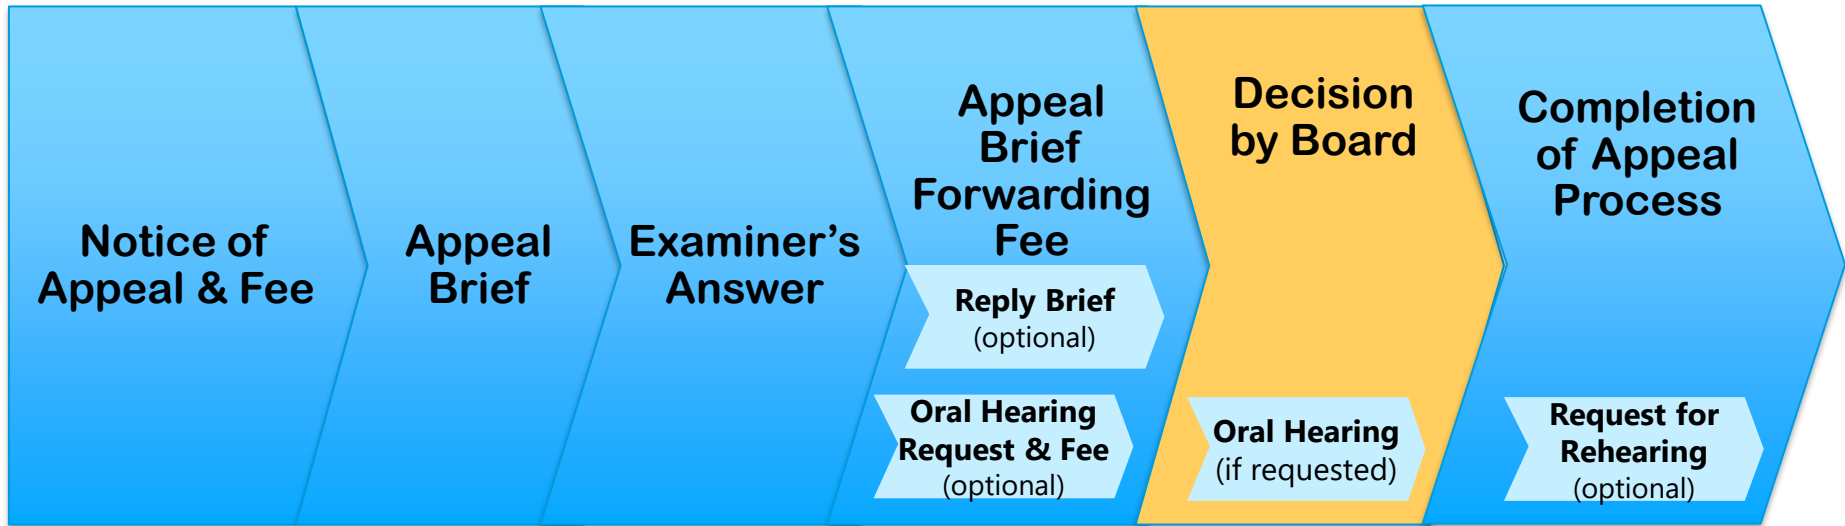 Notice of
Appeal & Fee
Appeal
Brief
Examiner’s
Answer
Appeal
Brief
Forwarding
Fee
Reply Brief
(optional)
Oral Hearing
Request & Fee
(optional)
Decision
by Board
Oral Hearing
(if requested)
Completion
of Appeal
Process
Request for
Rehearing
(optional)